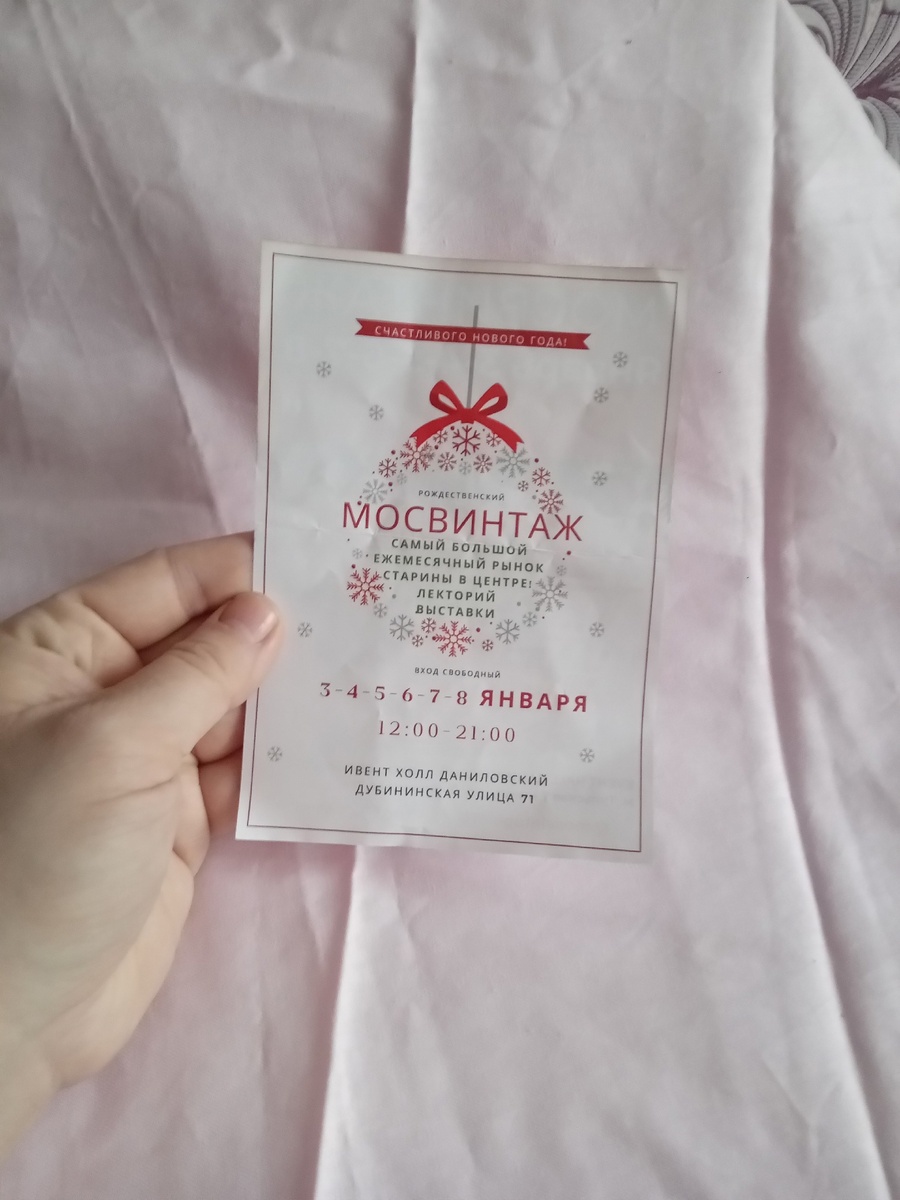 СЧАСТЛИВОГО НОВОГО ГОДА!
РОЖДЕСТВЕНСКИЙ
МОСВИНТАЖ
САМЫЙ БОЛЬШОЙ
ЕЖЕМЕСЯЧНЫЙ РЫНОК
СТАРИНЫ В ЦЕНТРЕ!
ЛЕКТОРИЙ
ВЫСТАВКИ
ВХОД СВОБОДНЫЙ
3-4-5-6-7-8 ЯНВАРЯ
12:00-21:00
ИВЕНТ ХОЛЛ ДАНИЛОВСКИЙ
ДУБИНИНСКАЯ УЛИЦА 71